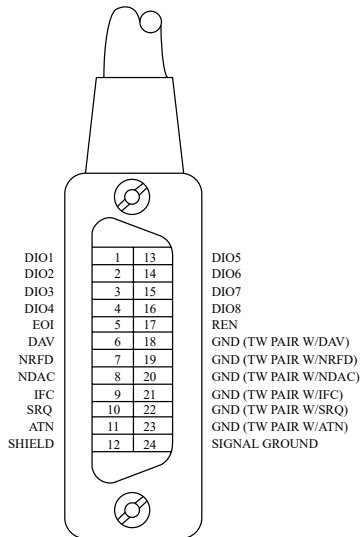 DIO1 1 13 DIO5
DIO2 2 14 DIO6
DIO3 3 15 DIO7
DIO4 4 16 DIO8
EOI 5 17 REN
DAV 6 18 GND (TW PAIR W/DAV)
NRFD 7 19 GND (TW PAIR W/NRFD)
NDAC 8 20 GND (TW PAIR W/NDAC)
IFC 9 21 GND (TW PAIR W/IFC)
SRQ 10 22 GND (TW PAIR W/SRQ)
ATN 11 23 GND (TW PAIR W/ATN)
SHIELD 12 24 SIGNAL GROUND